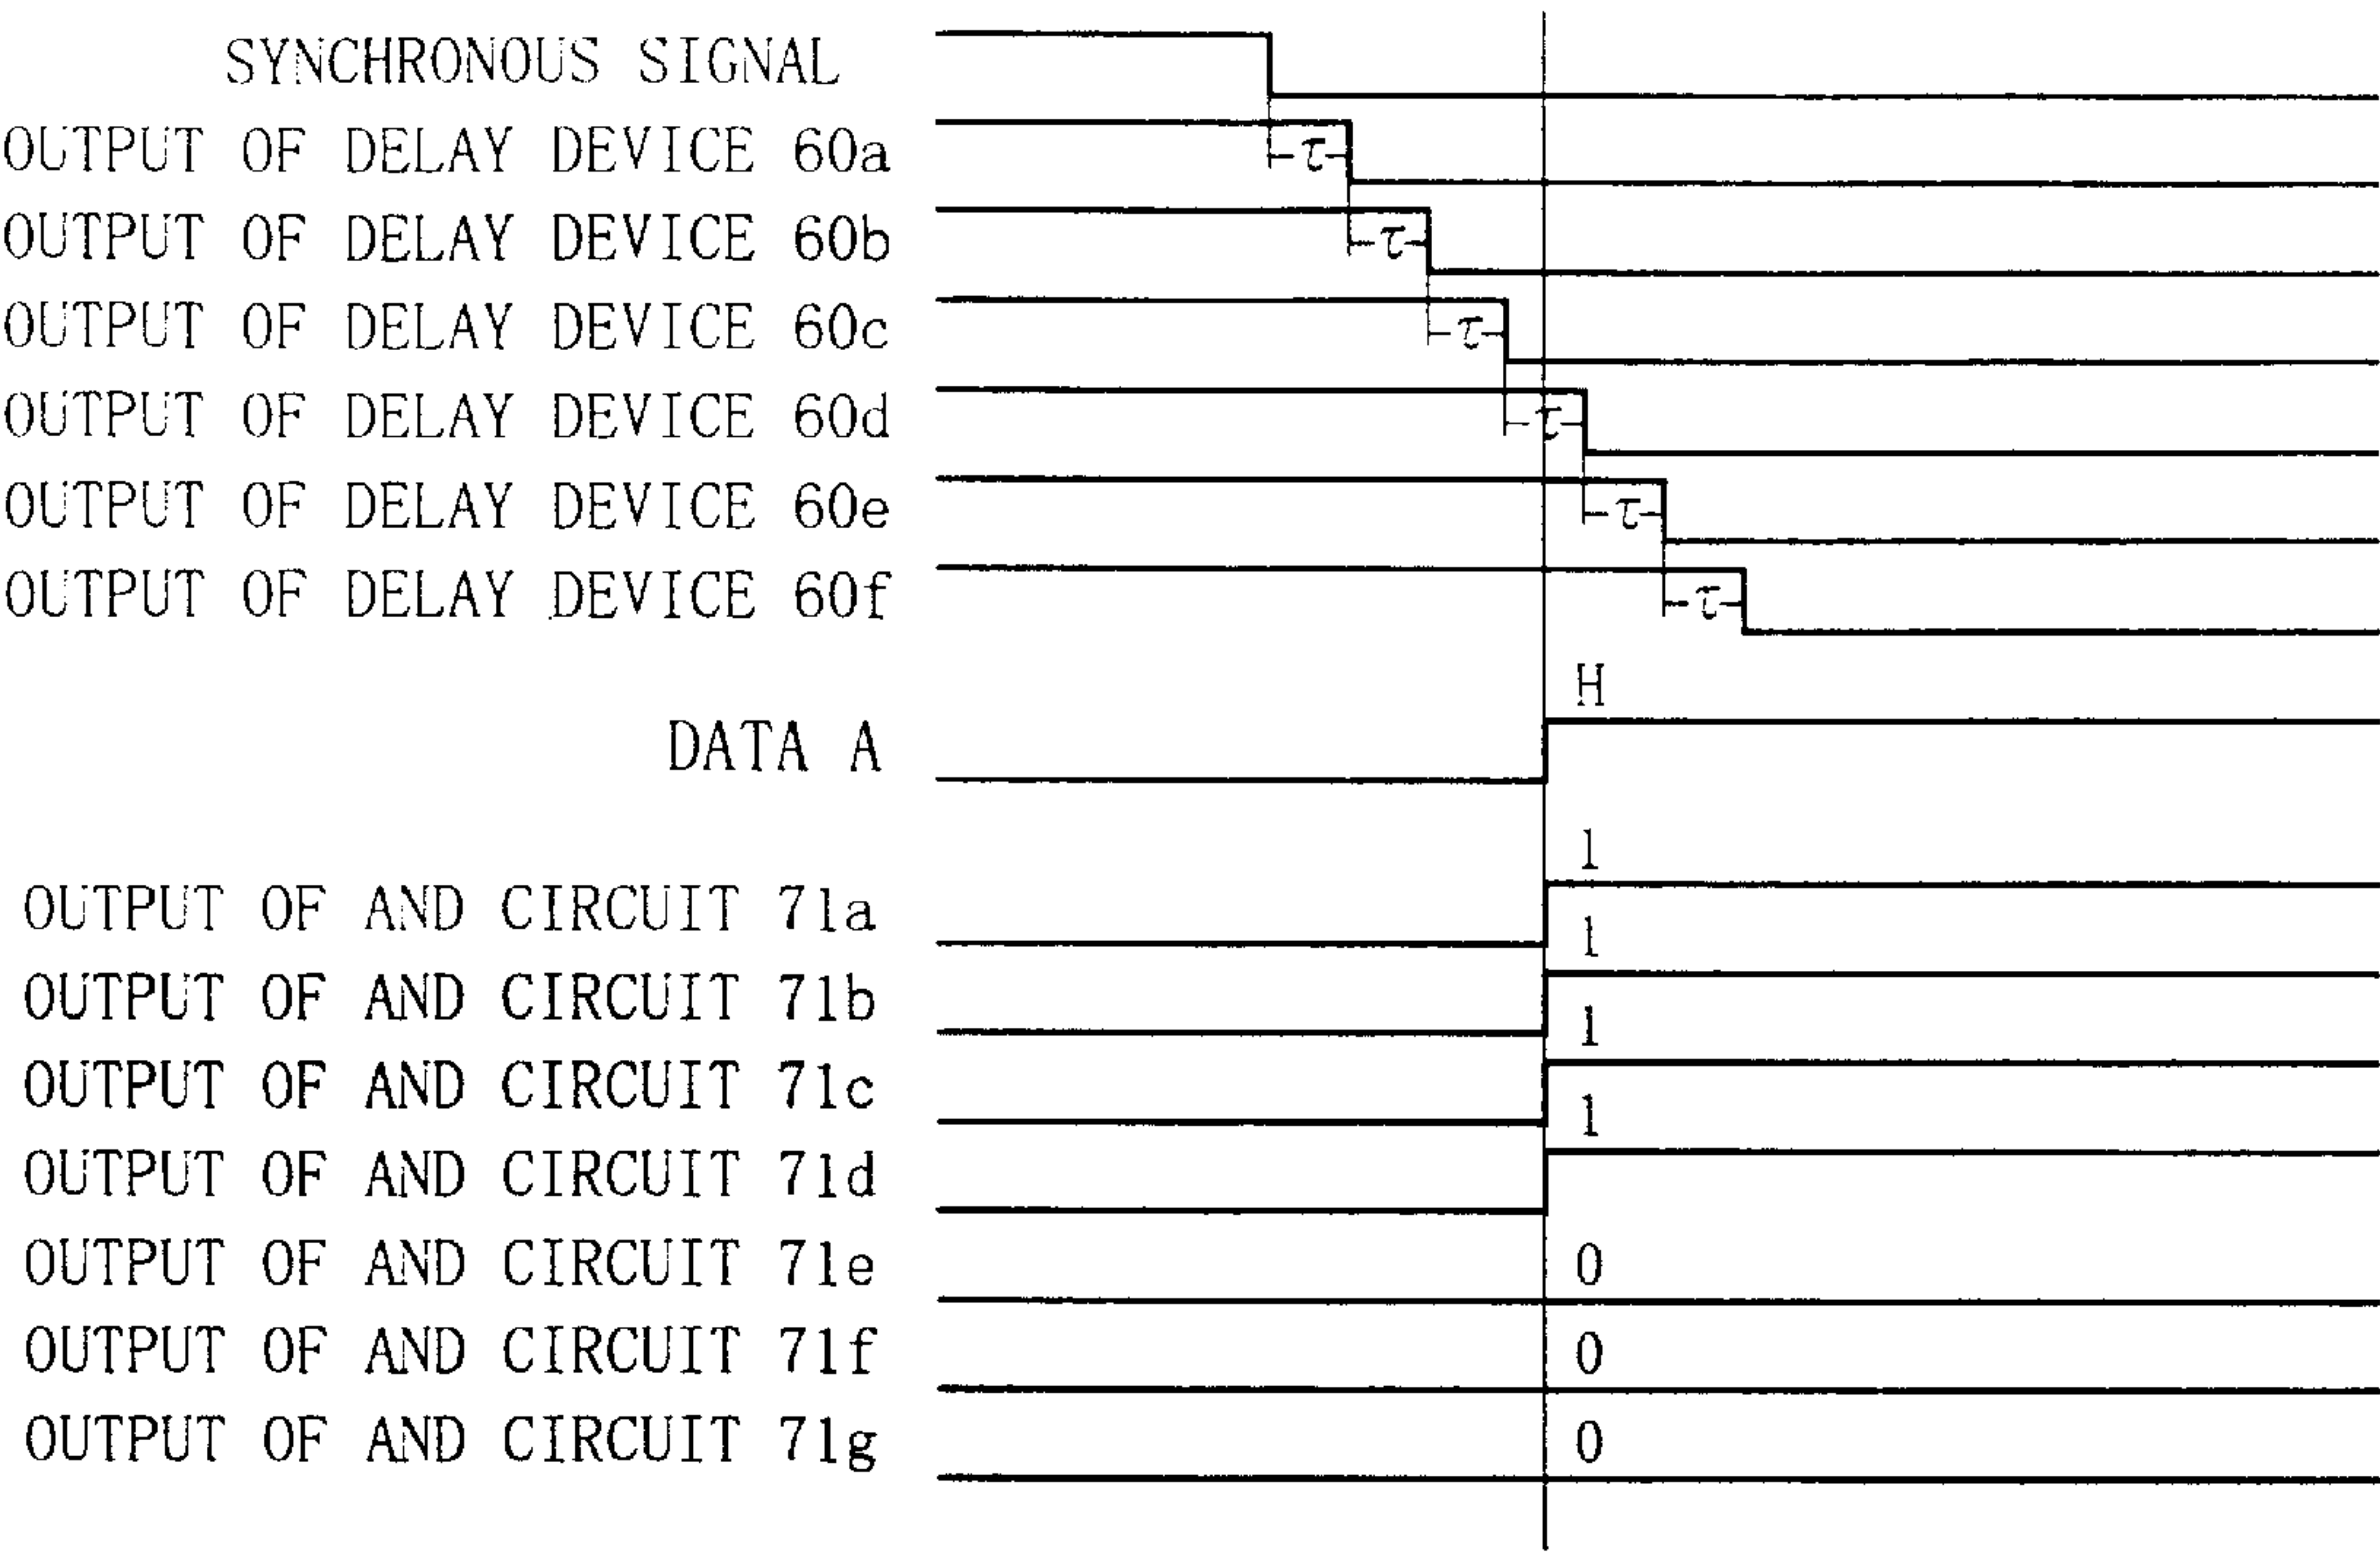 SYNCHRONOUS SIGNAL
OUTPUT OF DELAY DEVICE 60a
τ
OUTPUT OF DELAY DEVICE 60b
τ
OUTPUT OF DELAY DEVICE 60c
τ
OUTPUT OF DELAY DEVICE 60d
τ
OUTPUT OF DELAY DEVICE 60e
τ
OUTPUT OF DELAY DEVICE 60f
τ
H
DATA A
1
OUTPUT OF AND CIRCUIT 71a
1
OUTPUT OF AND CIRCUIT 71b
1
OUTPUT OF AND CIRCUIT 71c
1
OUTPUT OF AND CIRCUIT 71d
OUTPUT OF AND CIRCUIT 71e
0
OUTPUT OF AND CIRCUIT 71f
0
OUTPUT OF AND CIRCUIT 71g
0